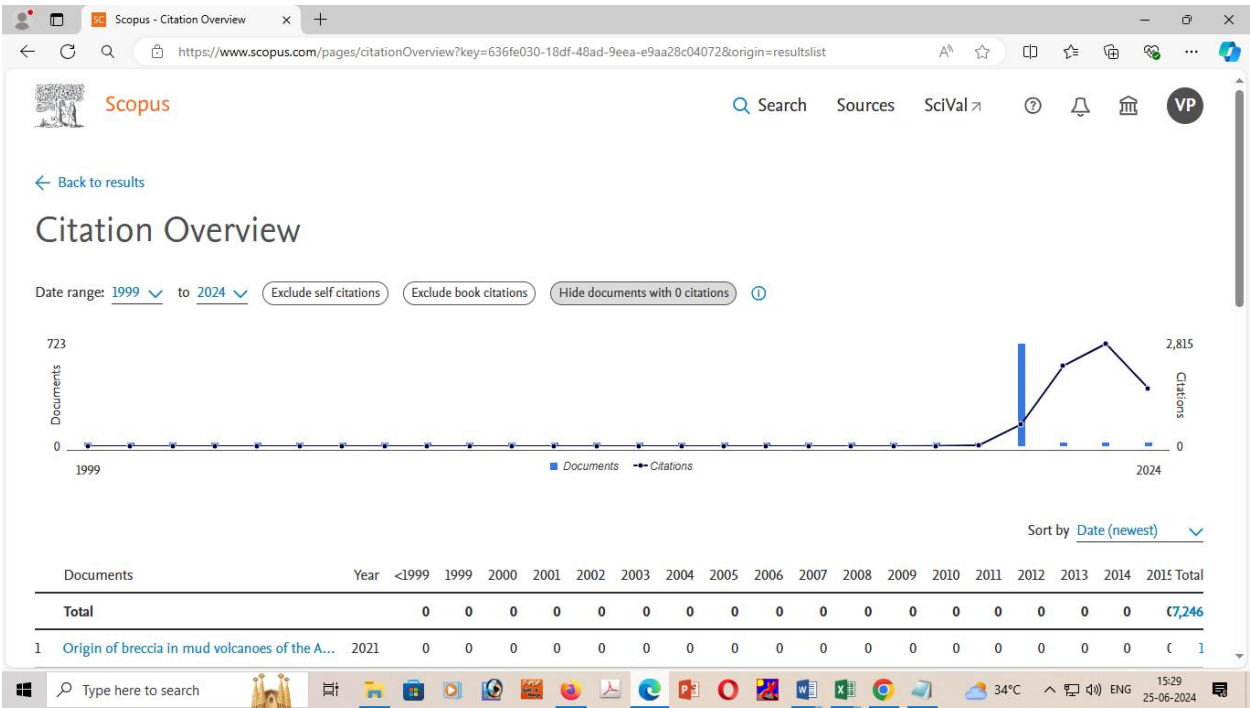 SC Scopus - Citation Overview
https://www.scopus.com/pages/citationOverview?key=636fe030-18df-48ad-9eea-e9aa28c04072&origin=resultslist
Scopus Search Sources SciVal VP
Back to results
Citation Overview
Date range: 1999 to 2024 Exclude self citations Exclude book citations Hide documents with 0 citations
723 2,815
Documents Citations
0 0
1999 2024
Documents Citations
Sort by Date (newest)
Documents Year <1999 1999 2000 2001 2002 2003 2004 2005 2006 2007 2008 2009 2010 2011 2012 2013 2014 2015 Total
Total 0 0 0 0 0 0 0 0 0 0 0 0 0 0 0 0 0 7,246
1 Origin of breccia in mud volcanoes of the A... 2021 0 0 0 0 0 0 0 0 0 0 0 0 0 0 0 0 0 1
Type here to search 34°C ENG 15:29
25-06-2024